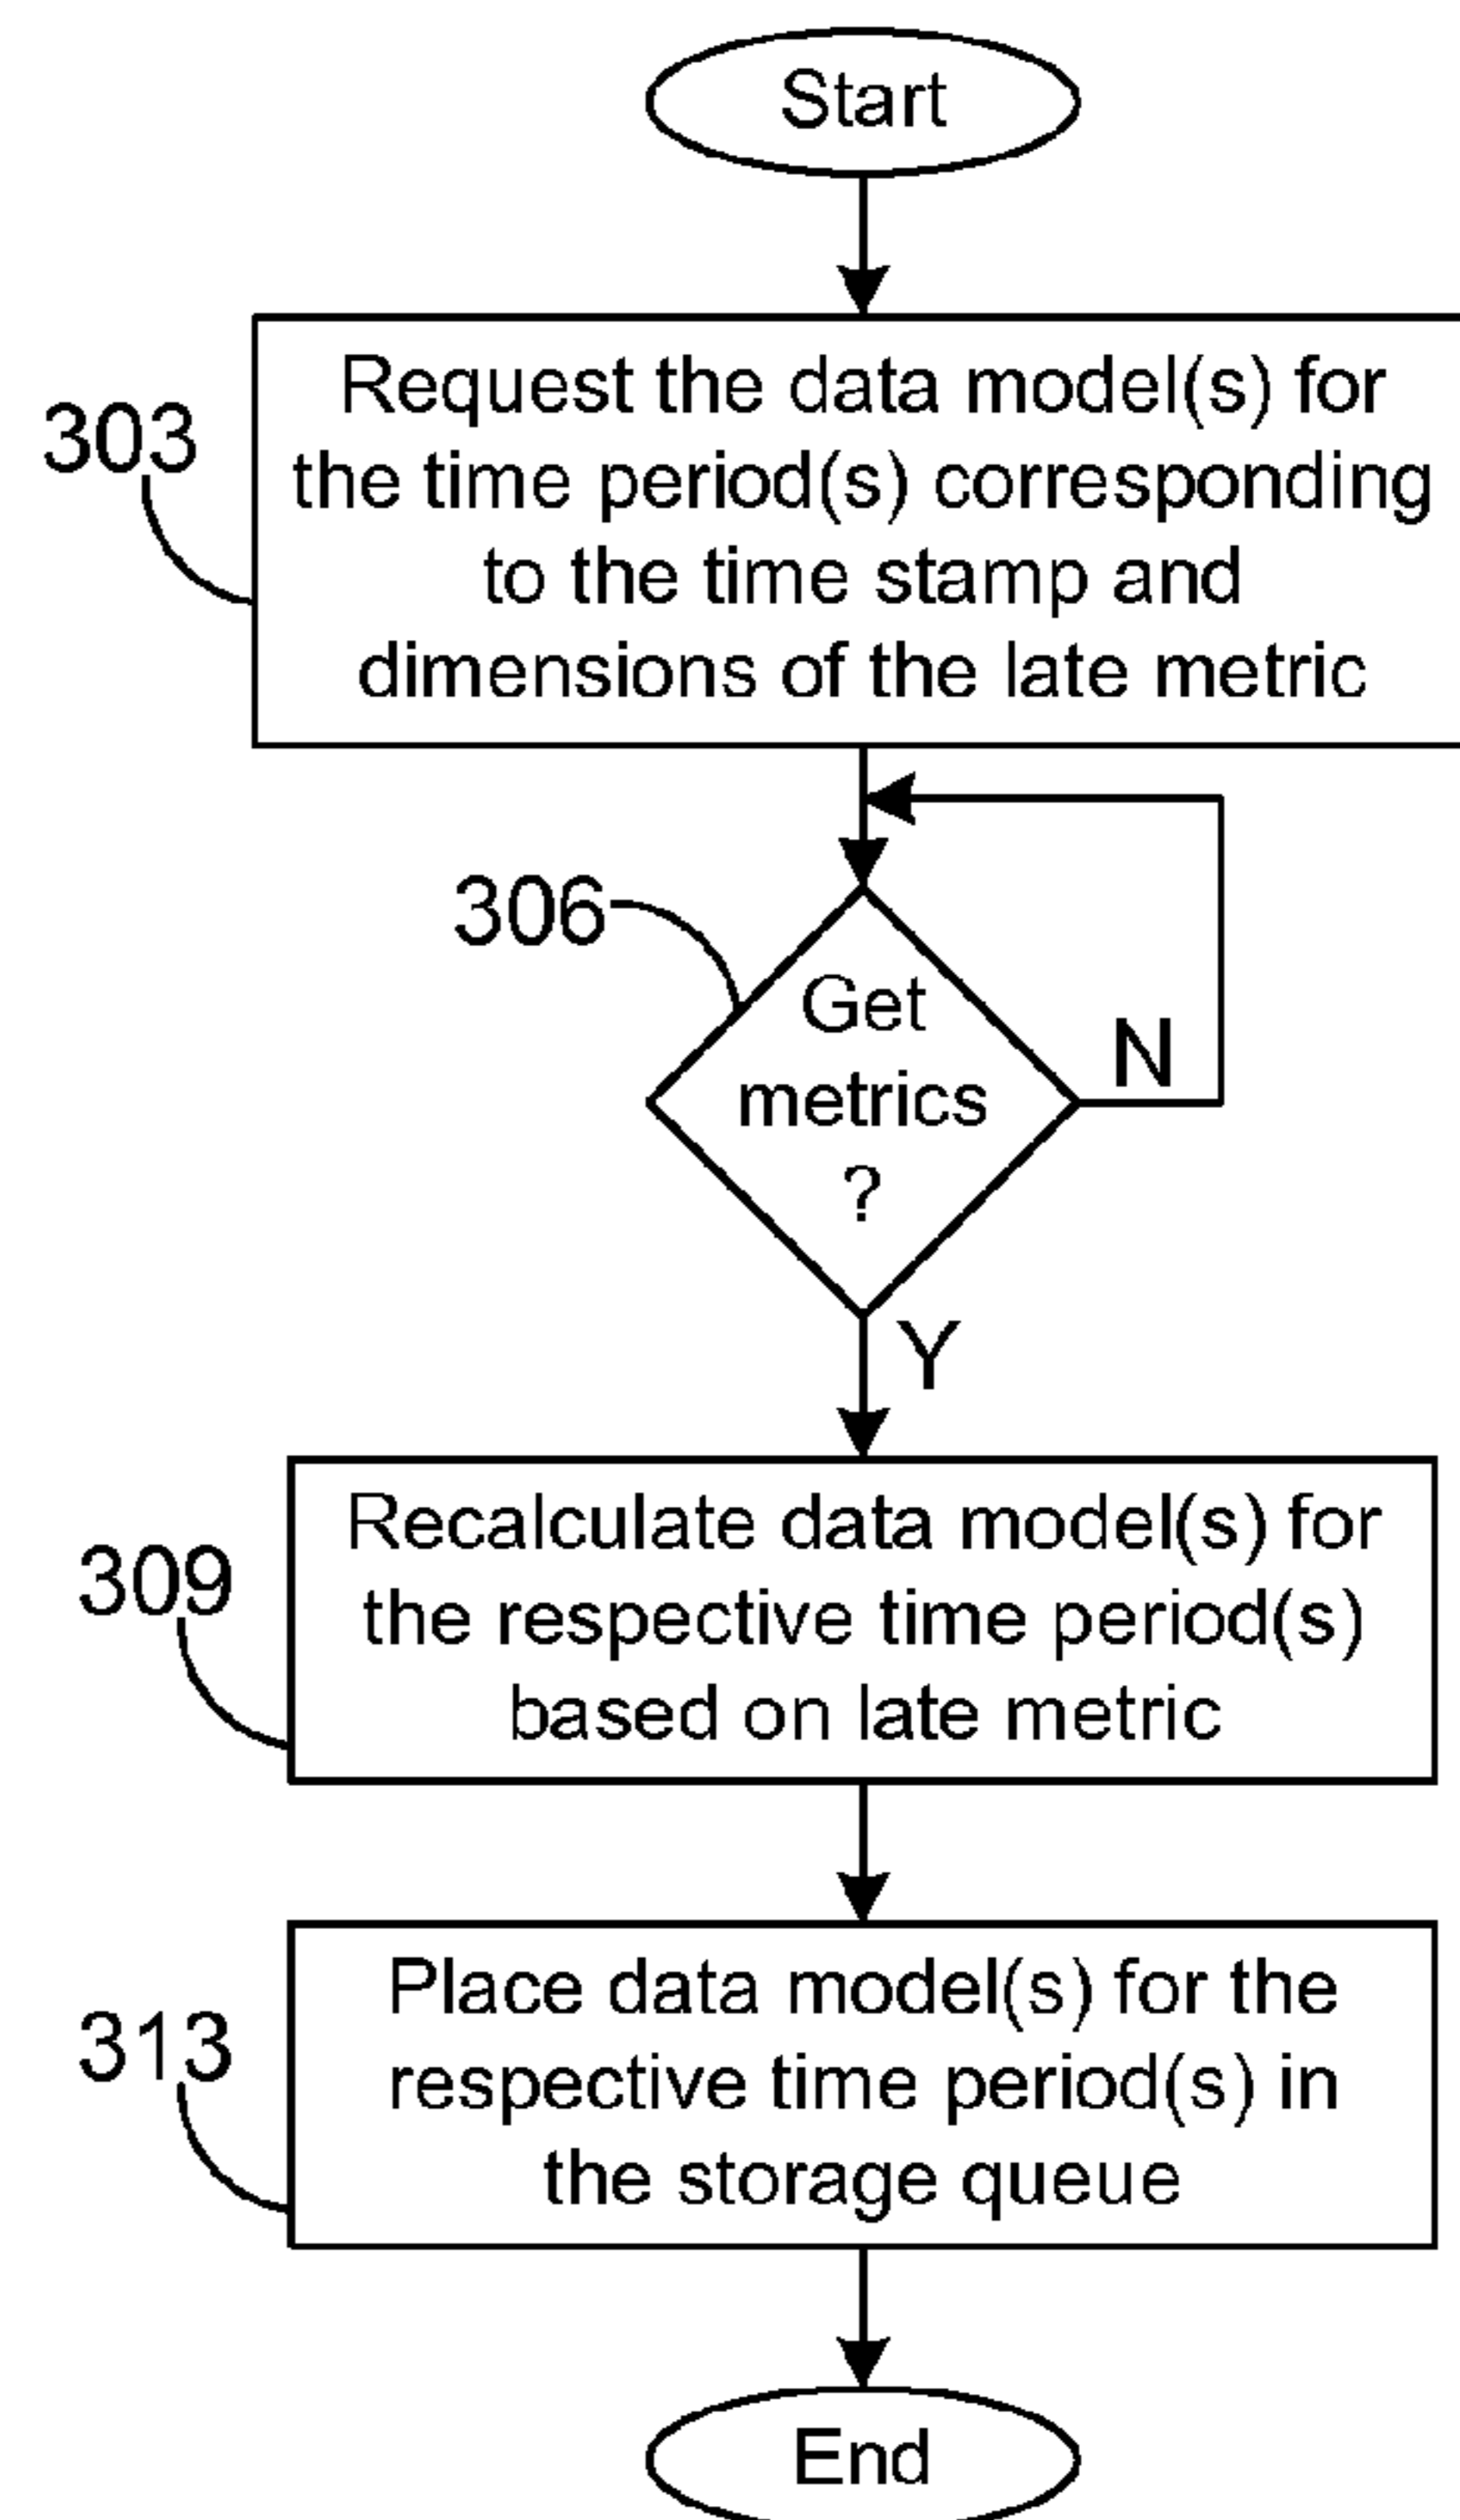 Start
303
Request the data model(s) for
the time period(s) corresponding
to the time stamp and
dimensions of the late metric
306
Get
metrics
?
N
Y
309
Recalculate data model(s) for
the respective time period(s)
based on late metric
313
Place data model(s) for the
respective time period(s) in
the storage queue
End